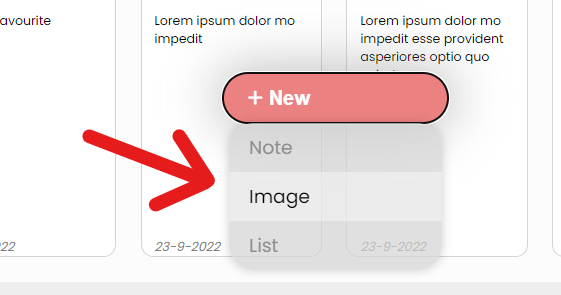 avourite
Lorem ipsum dolor mo
impedit
Lorem ipsum dolor mo
impedit esse provident
asperiores optio quo
+ New
Note
Image
List
22
23-9-2022
23-9-2022